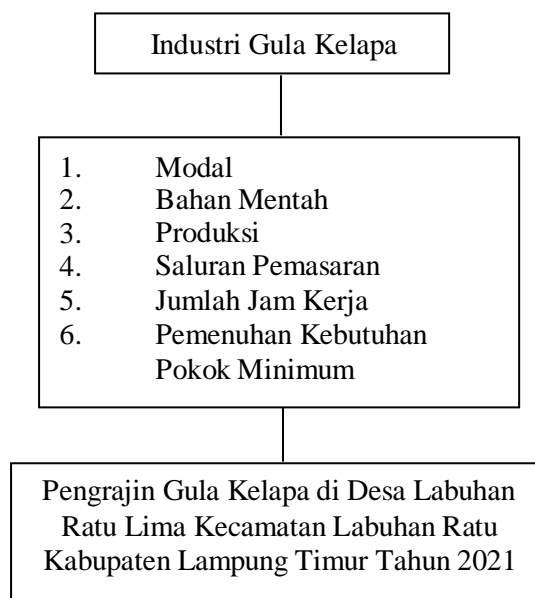 Industri Gula Kelapa
1. Modal
2. Bahan Mentah
3. Produksi
4. Saluran Pemasaran
5. Jumlah Jam Kerja
6. Pemenuhan Kebutuhan
Pokok Minimum
Pengrajin Gula Kelapa di Desa Labuhan
Ratu Lima Kecamatan Labuhan Ratu
Kabupaten Lampung Timur Tahun 2021